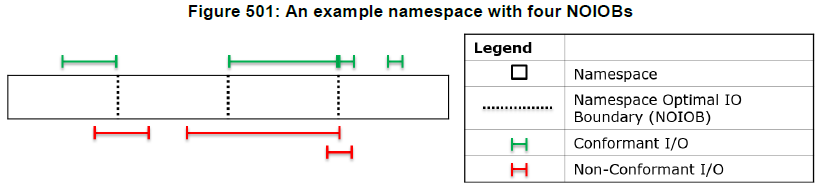 Figure 501: An example namespace with four NOIOBs
Legend
Namespace
Namespace Optimal IO
Boundary (NOIOB)
Conformant I/O
Non-Conformant I/O